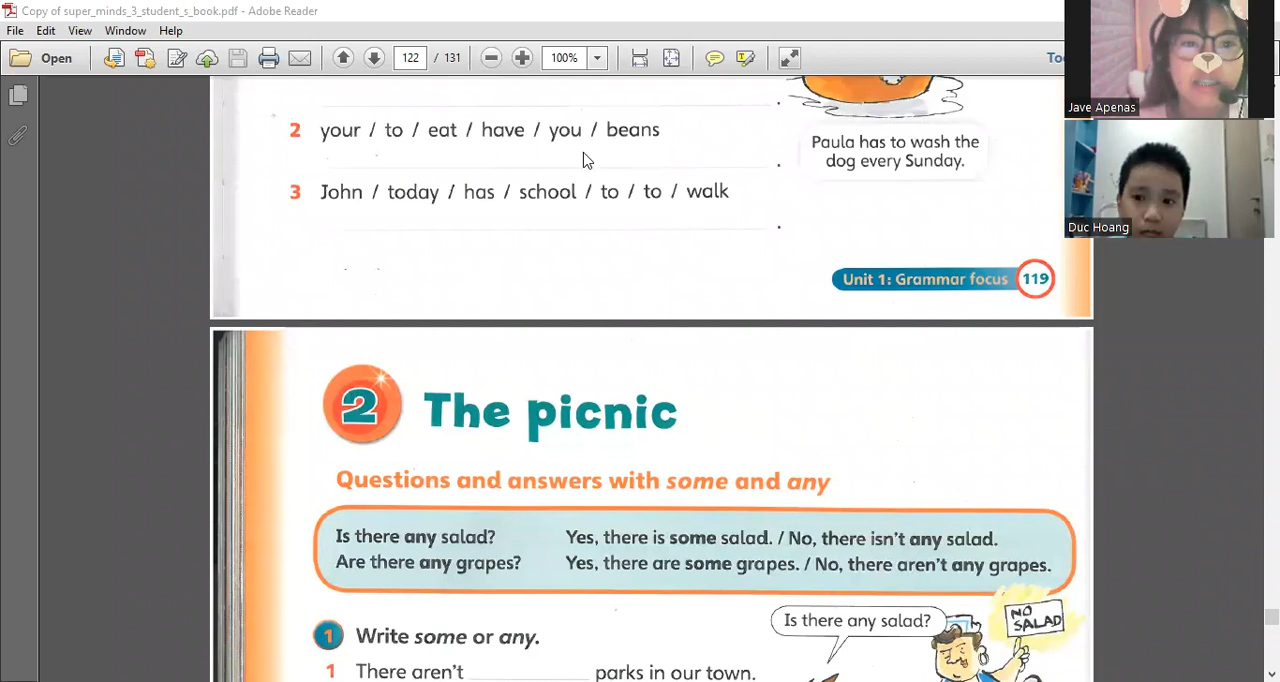 Copy of super_minds_3_student_s_book.pdf - Adobe Reader
File Edit View Window Help
Open 122 / 131 100%
Jave Apenas
Duc Hoang
.
2 your / to / eat / have / you / beans
.
Paula has to wash the
dog every Sunday.
3 John / today / has / school / to / to / walk
.
Unit 1: Grammar focus 119
2 The picnic
Questions and answers with some and any
Is there any salad? Yes, there is some salad. / No, there isn't any salad.
Are there any grapes? Yes, there are some grapes. / No, there aren't any grapes.
Is there any salad?
NO
SALAD
1 Write some or any.
1 There aren't ________ parks in our town.